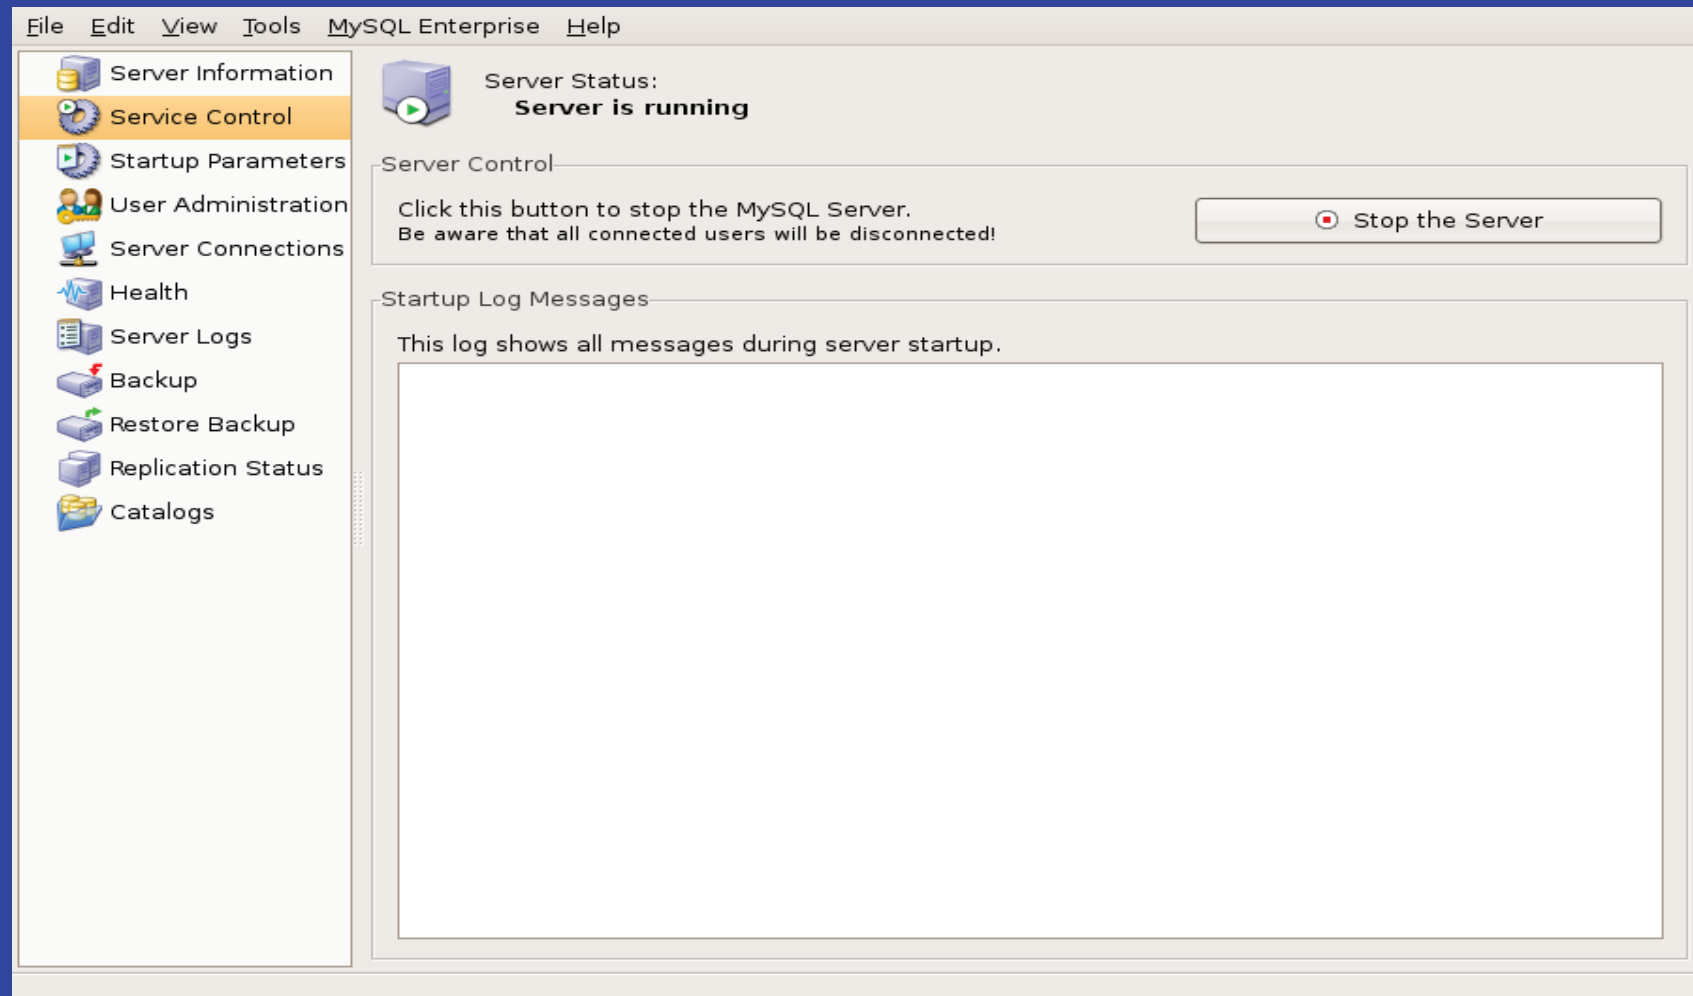 File Edit View Tools MySQL Enterprise Help
Server Information
Service Control
Startup Parameters
User Administration
Server Connections
Health
Server Logs
Backup
Restore Backup
Replication Status
Catalogs
Server Status:
Server is running
Server Control
Click this button to stop the MySQL Server.
Be aware that all connected users will be disconnected!
Stop the Server
Startup Log Messages
This log shows all messages during server startup.